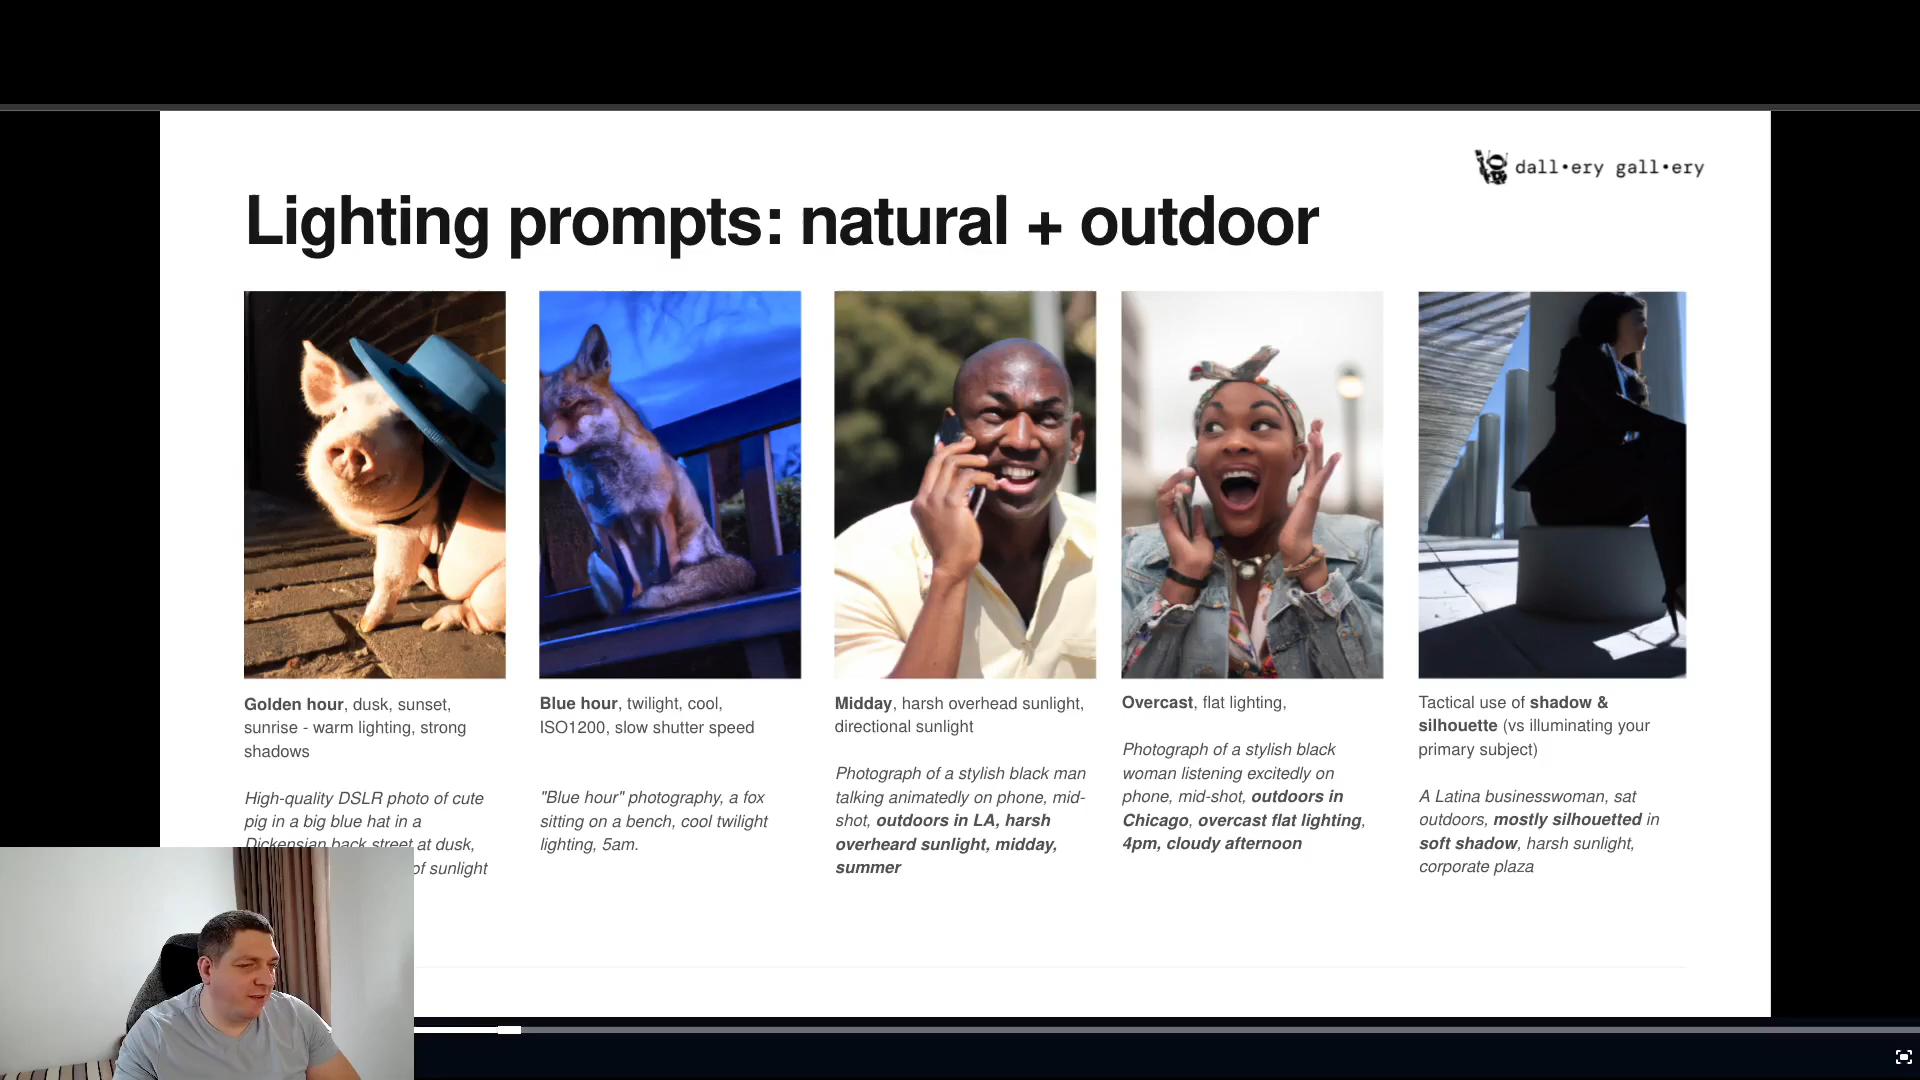 dall•ery gall•ery
Lighting prompts: natural + outdoor
Golden hour, dusk, sunset,
sunrise - warm lighting, strong
shadows
High-quality DSLR photo of cute
pig in a big blue hat in a
Dickensian back street at dusk,
of sunlight
Blue hour, twilight, cool,
ISO1200, slow shutter speed
"Blue hour" photography, a fox
sitting on a bench, cool twilight
lighting, 5am.
Midday, harsh overhead sunlight,
directional sunlight
Photograph of a stylish black man
talking animatedly on phone, mid-
shot, outdoors in LA, harsh
overheard sunlight, midday,
summer
Overcast, flat lighting,
Photograph of a stylish black
woman listening excitedly on
phone, mid-shot, outdoors in
Chicago, overcast flat lighting,
4pm, cloudy afternoon
Tactical use of shadow &
silhouette (vs illuminating your
primary subject)
A Latina businesswoman, sat
outdoors, mostly silhouetted in
soft shadow, harsh sunlight,
corporate plaza